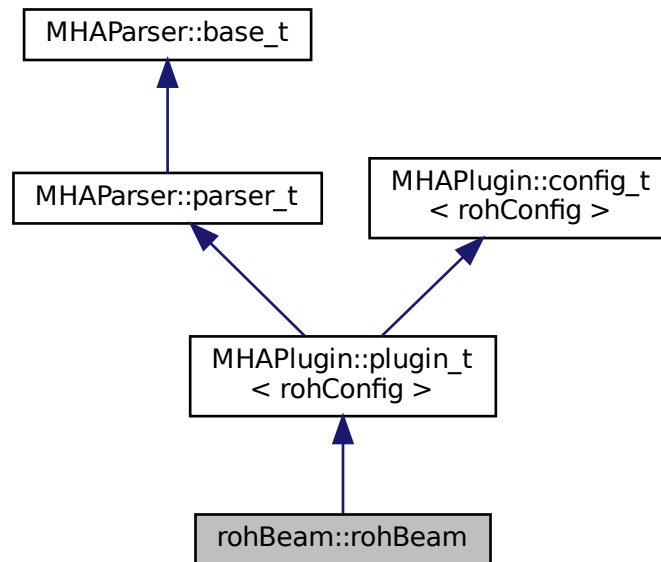 MHAParser::base_t
MHAParser::parser_t
MHAPlugin::config_t
< rohConfig >
MHAPlugin::plugin_t
< rohConfig >
rohBeam::rohBeam